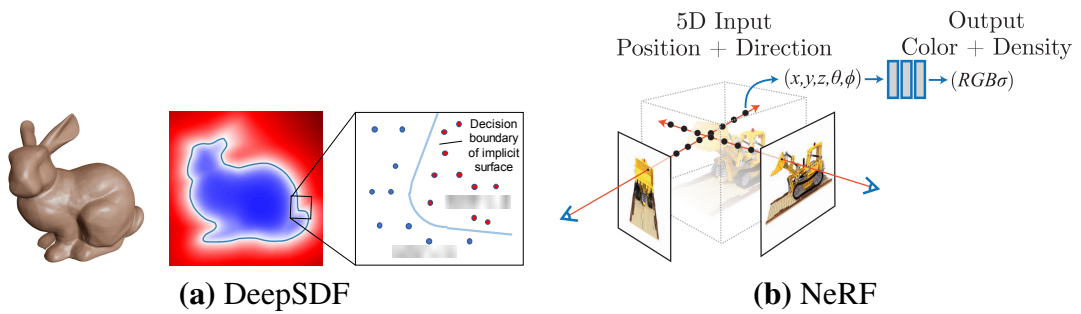 Decision
boundary
of implicit
surface
(a) DeepSDF
5D Input
Position + Direction
Output
Color + Density
(x,y,z,θ,ϕ)
(RGBσ)
(b) NeRF